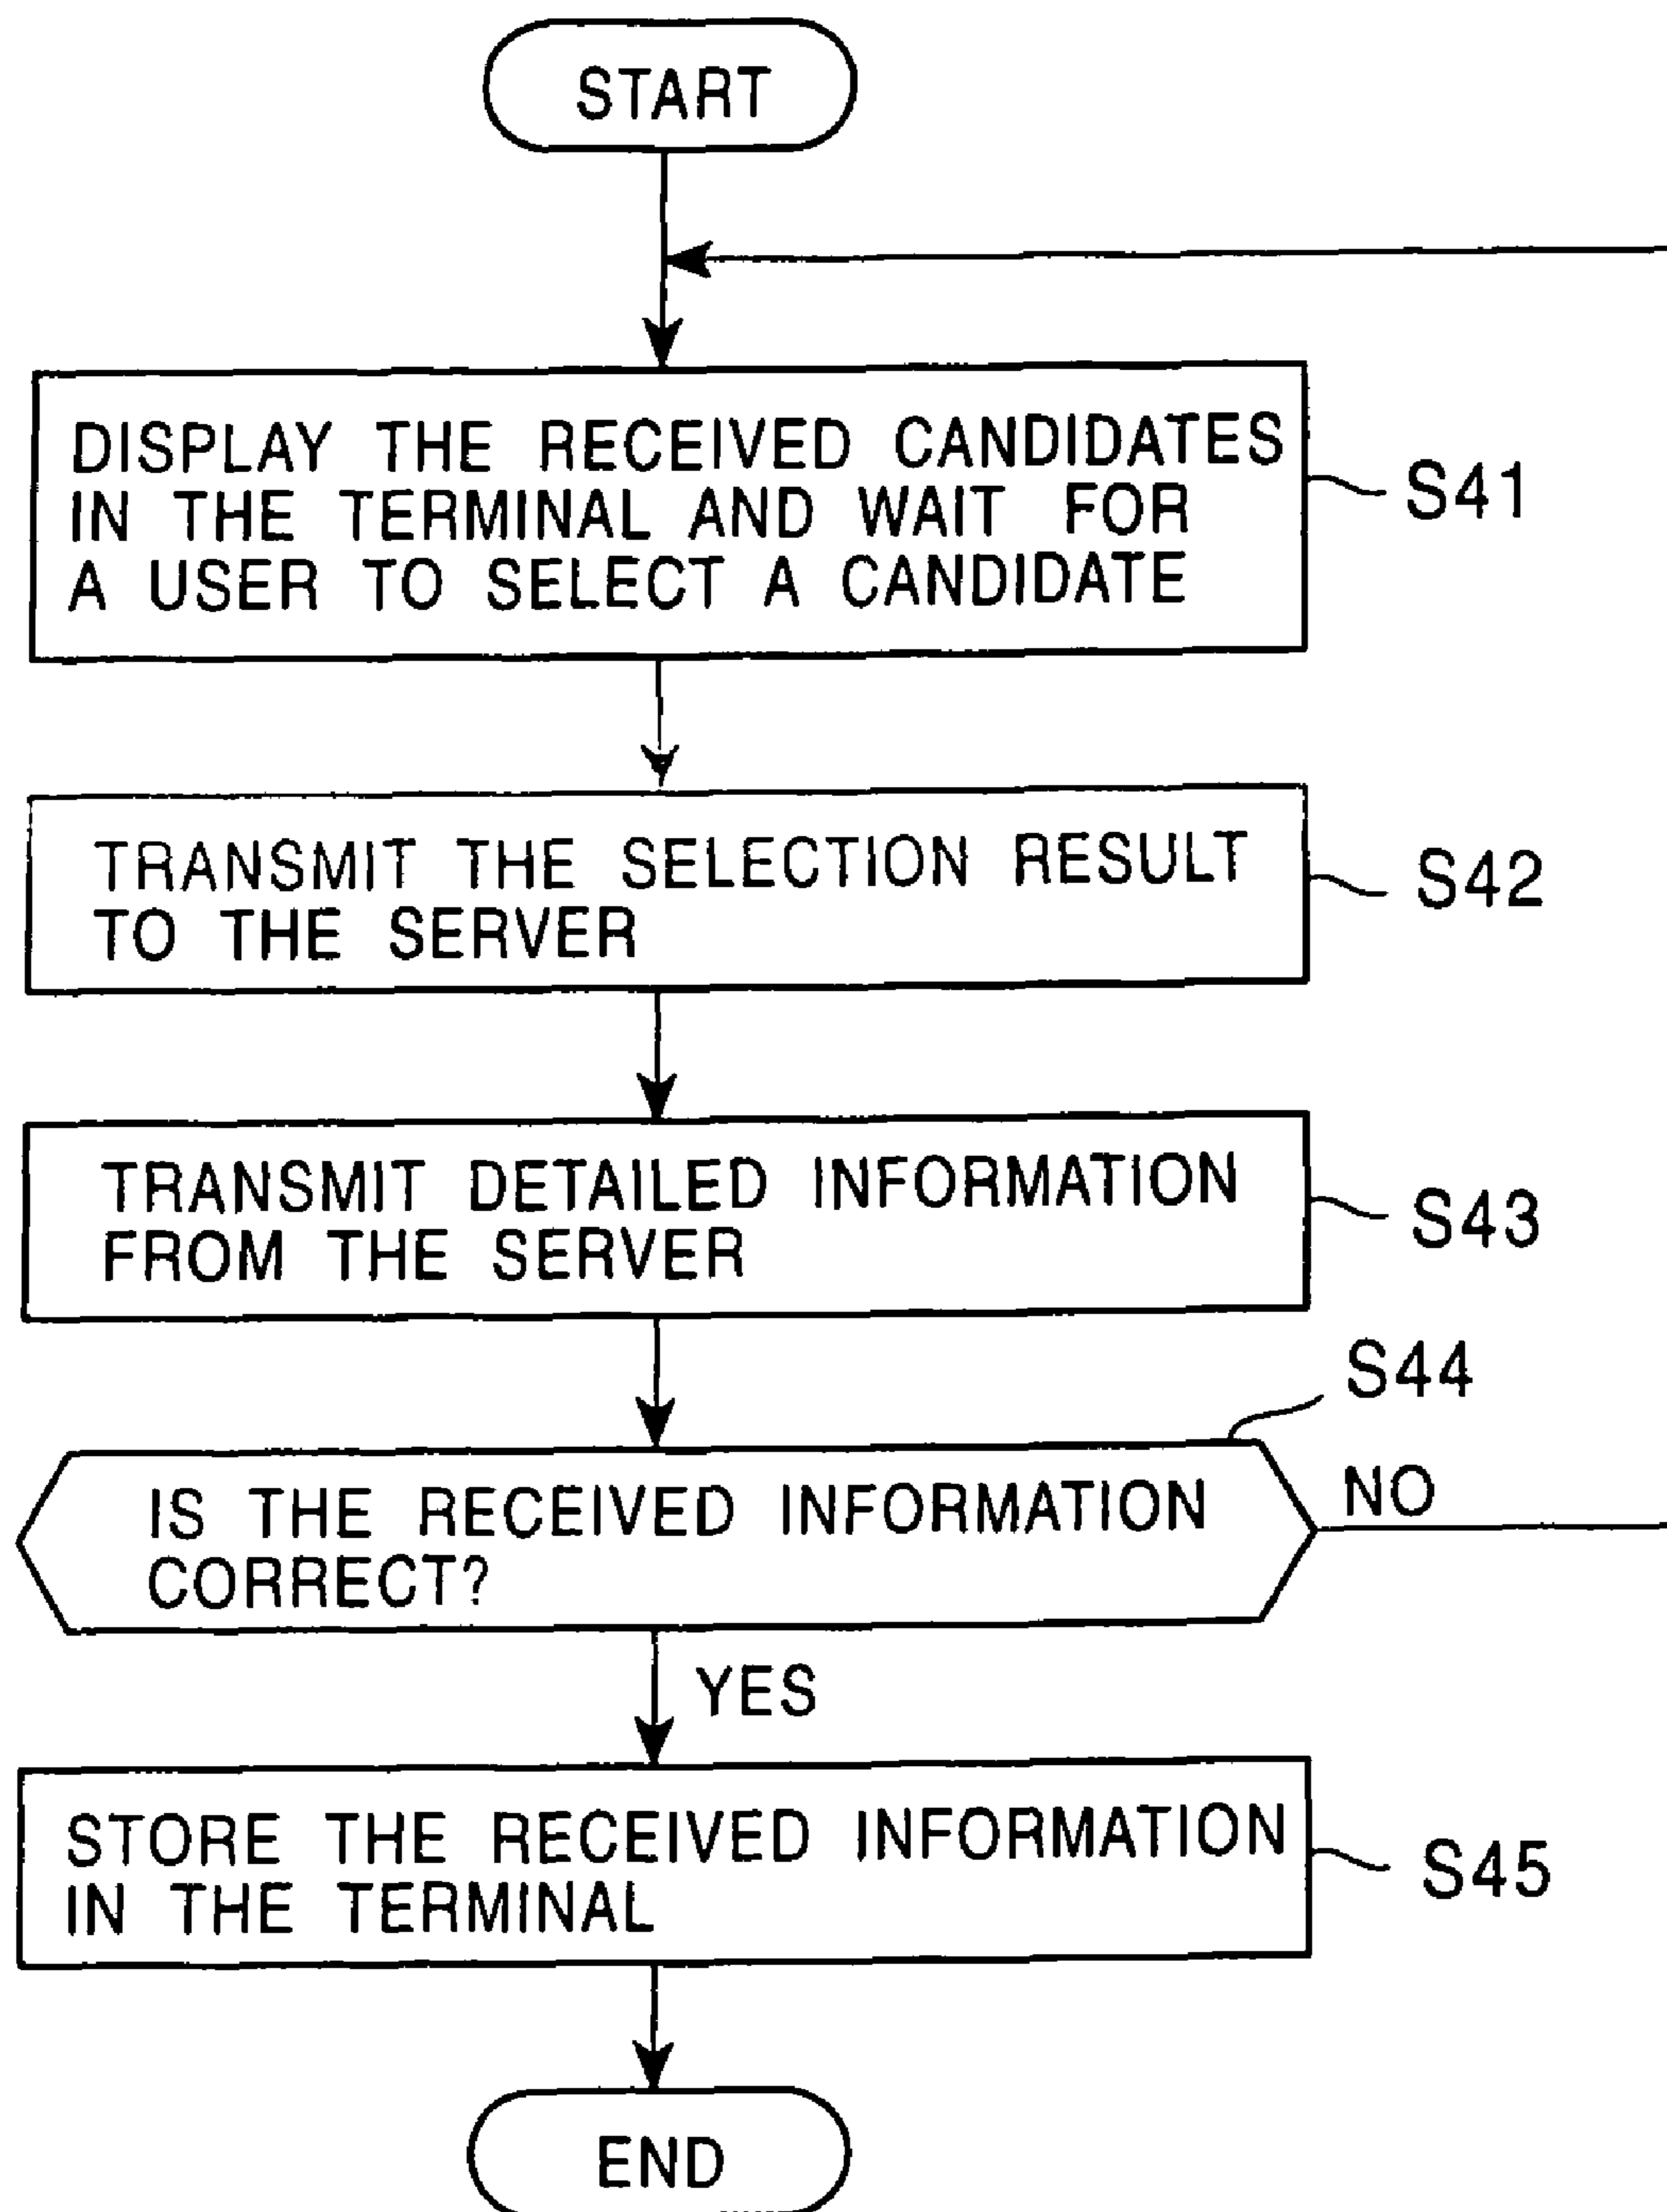 START
DISPLAY THE RECEIVED CANDIDATES
IN THE TERMINAL AND WAIT FOR
A USER TO SELECT A CANDIDATE
S41
TRANSMIT THE SELECTION RESULT
TO THE SERVER
S42
TRANSMIT DETAILED INFORMATION
FROM THE SERVER
S43
S44
IS THE RECEIVED INFORMATION
CORRECT?
NO
YES
STORE THE RECEIVED INFORMATION
IN THE TERMINAL
S45
END